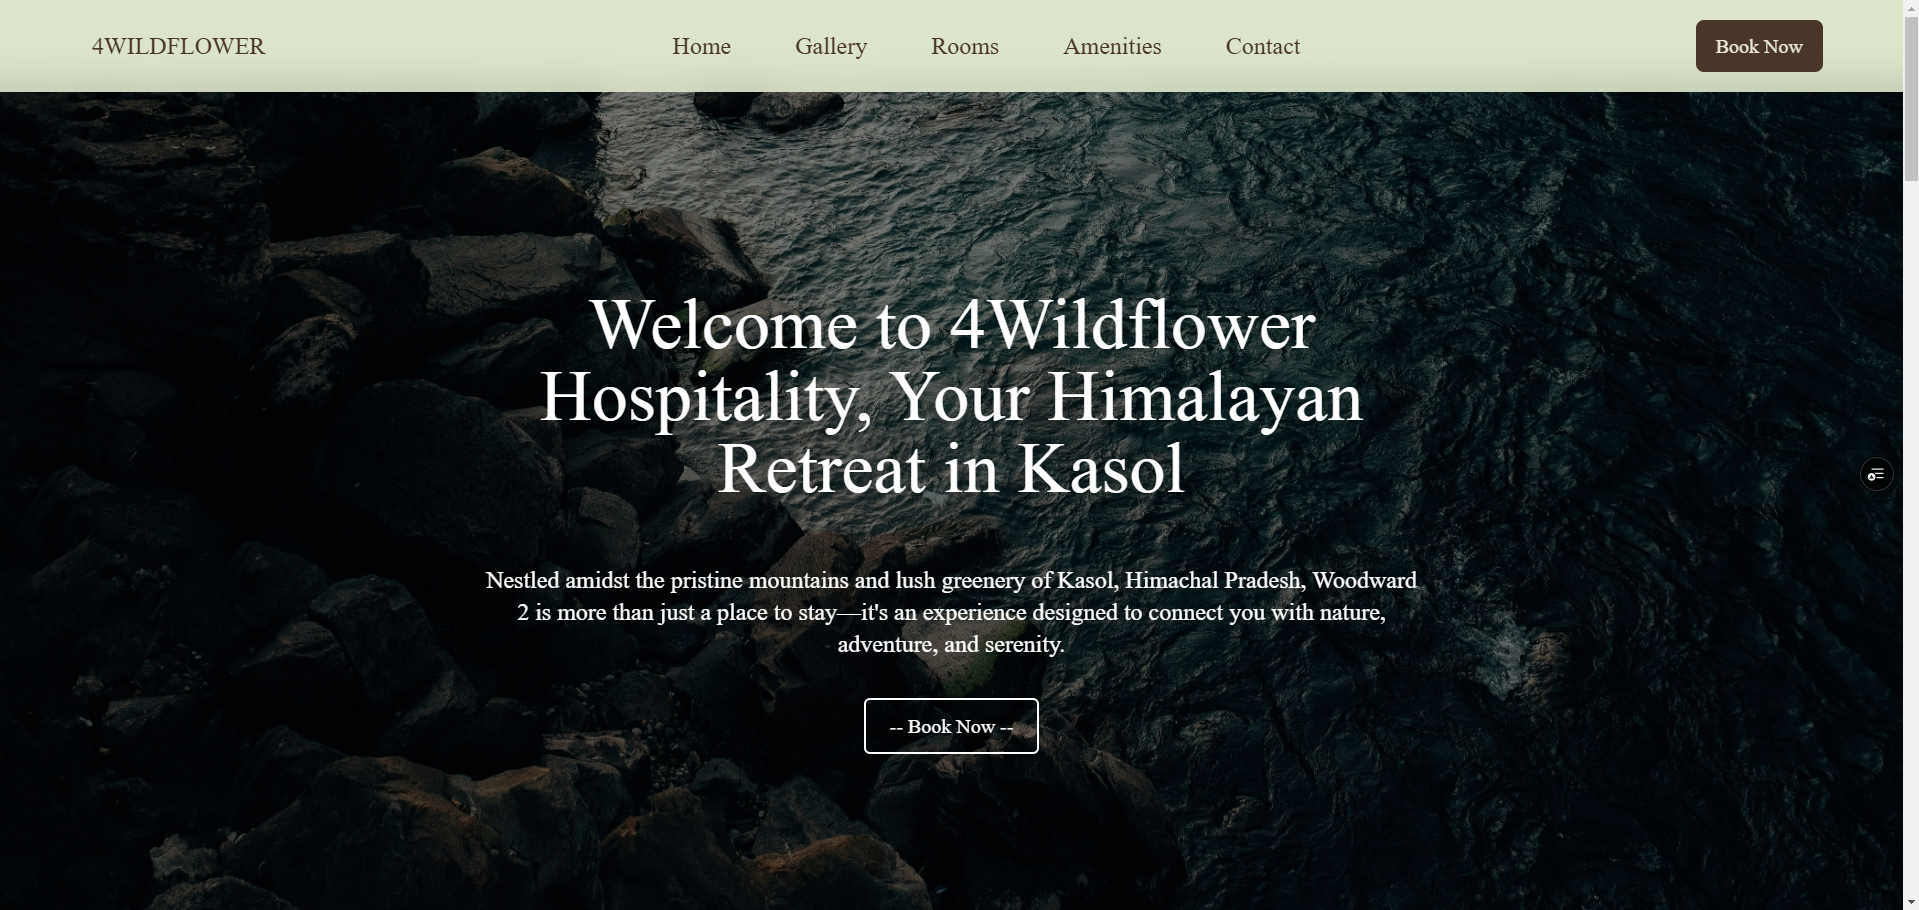 4WILDFLOWER
Home
Gallery
Rooms
Amenities
Contact
Book Now
Welcome to 4Wildflower
Hospitality, Your Himalayan
Retreat in Kasol
Nestled amidst the pristine mountains and lush greenery of Kasol, Himachal Pradesh, Woodward
2 is more than just a place to stay—it's an experience designed to connect you with nature,
adventure, and serenity.
-- Book Now --